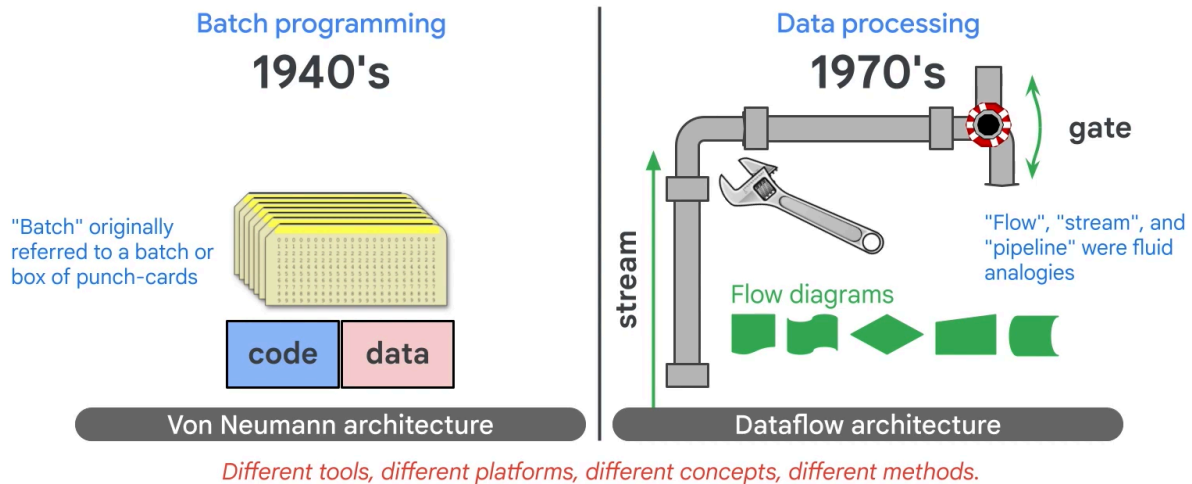 Batch programming
1940's
"Batch" originally
referred to a batch or
box of punch-cards
code
data
Von Neumann architecture
Data processing
1970's
gate
stream
"Flow", "stream", and
"pipeline" were fluid
analogies
Flow diagrams
Dataflow architecture
Different tools, different platforms, different concepts, different methods.